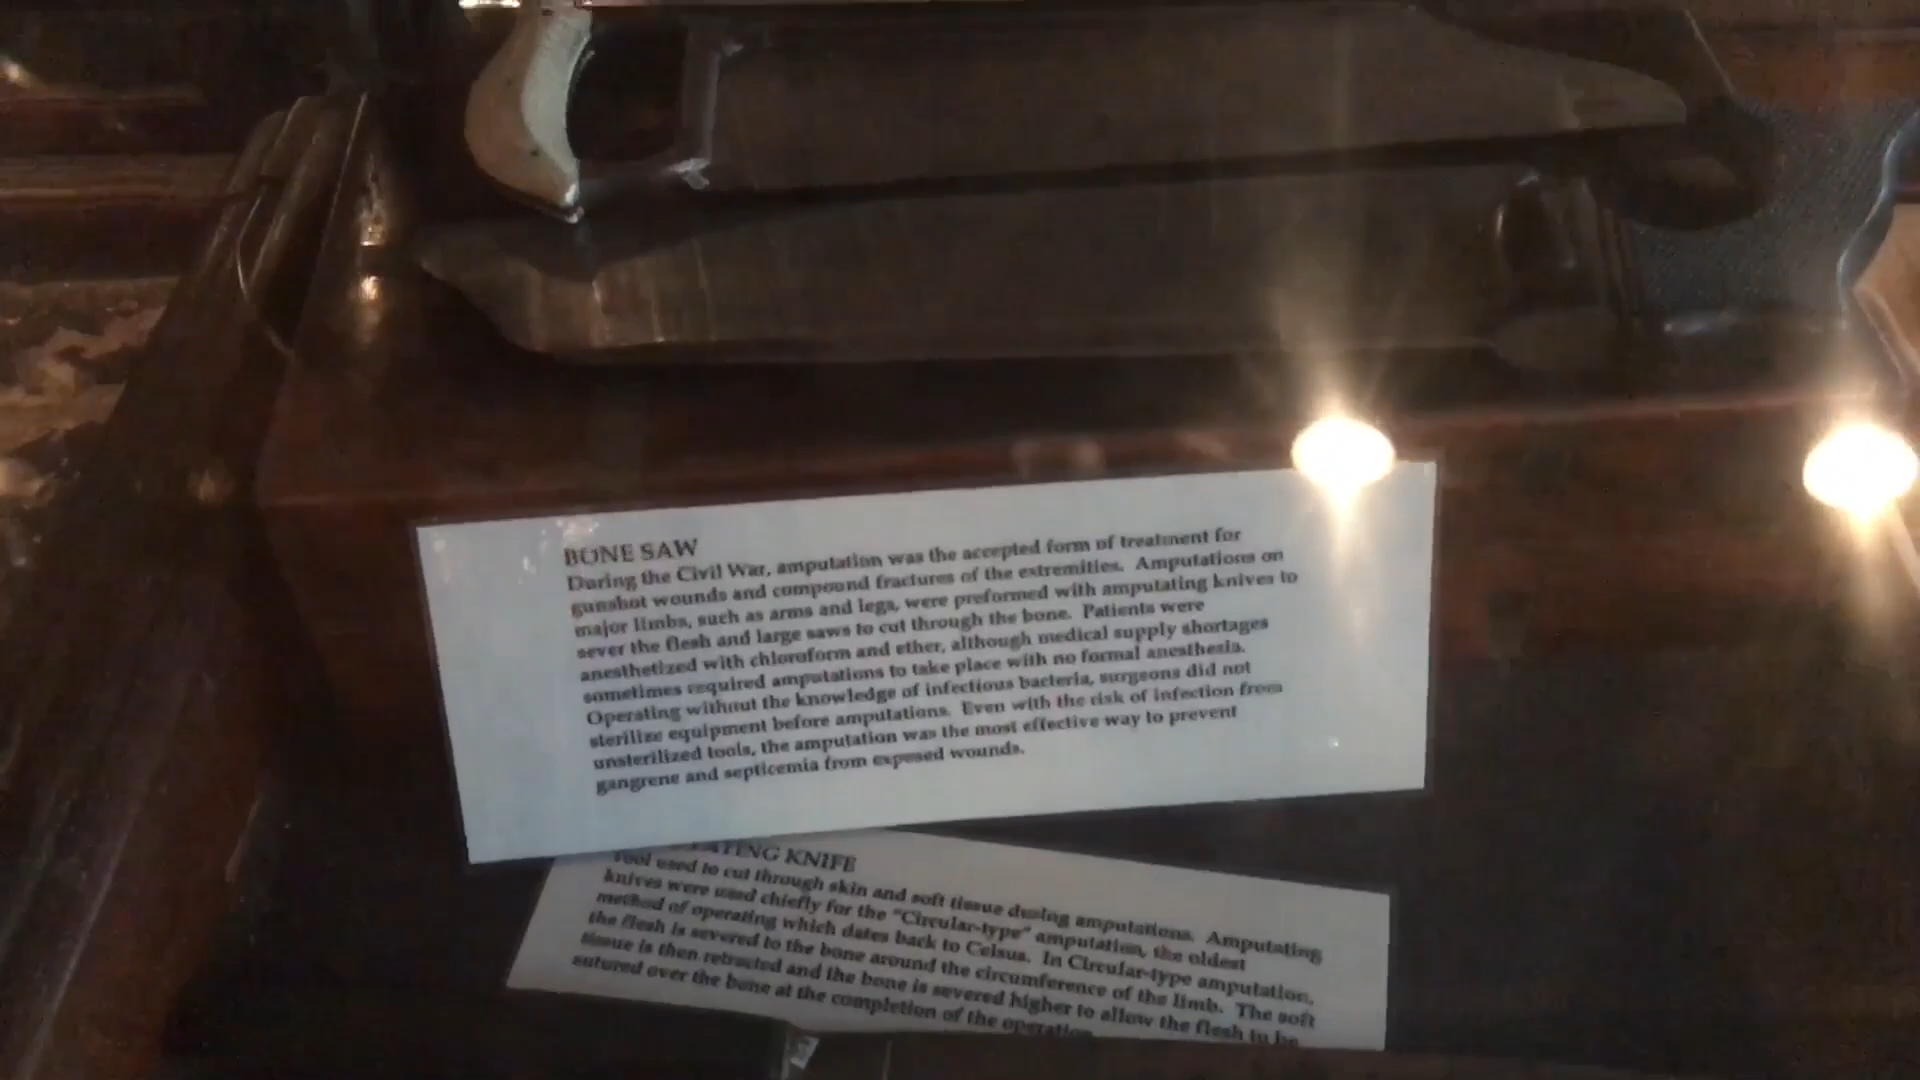 BONE SAW
During the Civil War, amputation was the accepted form of treatment for
gunshot wounds and compound fractures of the extremities. Amputations on
major limbs, such as arms and legs, were preformed with amputating knives to
sever the flesh and large saws to cut through the bone. Patients were
anesthetized with chloroform and ether, although medical supply shortages
sometimes required amputations to take place with no formal anesthesia.
Operating without the knowledge of infectious bacteria, surgeons did not
sterilize equipment before amputations. Even with the risk of infection from
unsterilized tools, the amputation was the most effective way to prevent
gangrene and septicemia from exposed wounds.
ATING KNIFE
Tool used to cut through skin and soft tissue during amputations. Amputating
knives were used chiefly for the "Circular-type" amputation, the oldest
method of operating which dates back to Celsus. In Circular-type amputation,
the flesh is severed to the bone around the circumference of the limb. The soft
tissue is then retracted and the bone is severed higher to allow the flesh to be
sutured over the bone at the completion of the operation